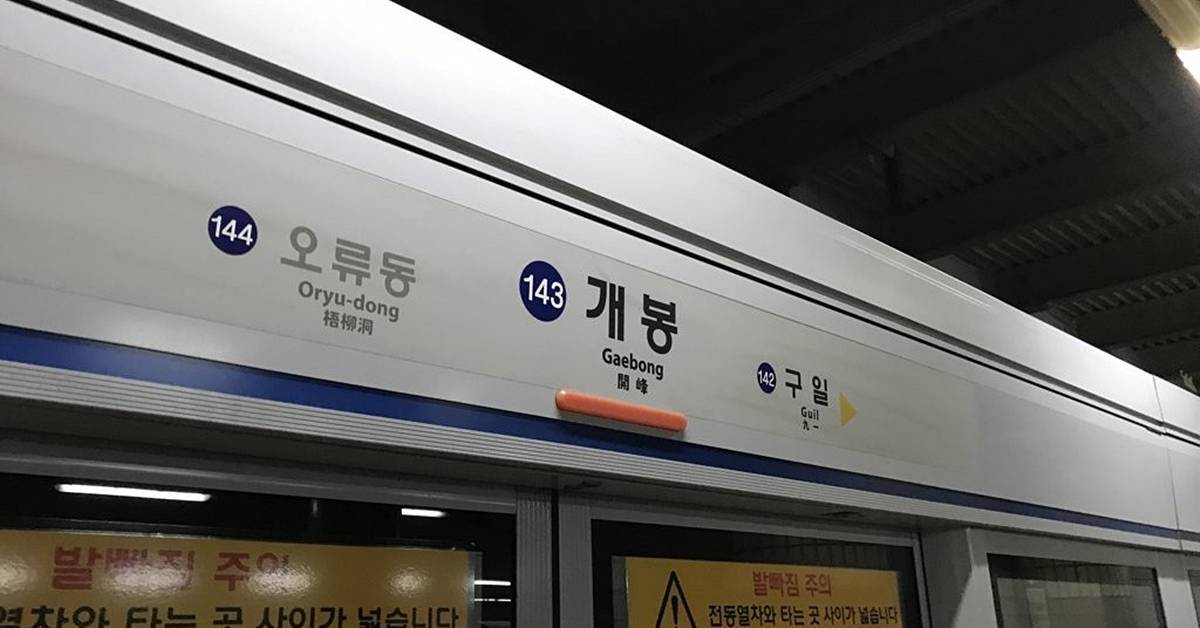 144 오류동
Oryu-dong
梧柳洞
143 개봉
Gaebong
開峰
142 구일
Guil
九一
발빠짐 주의
열차와 타는 곳 사이가 넓습니다
발빠짐 주의
전동열차와 타는 곳 사이가 넓습니다